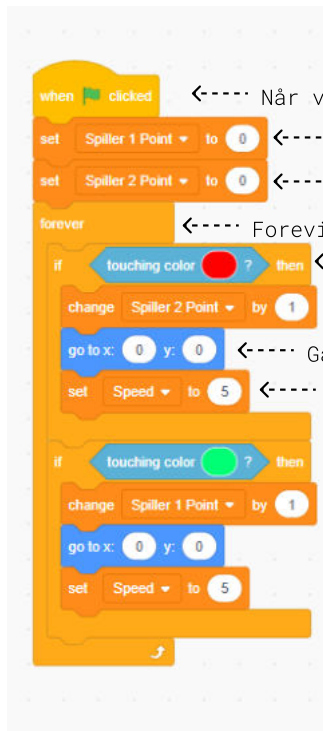 when clicked
Når v
set Spiller 1 Point to 0
set Spiller 2 Point to 0
forever
Forevi
if touching color ? then
change Spiller 2 Point by 1
go to x: 0 y: 0
Gå
set Speed to 5
if touching color ? then
change Spiller 1 Point by 1
go to x: 0 y: 0
set Speed to 5